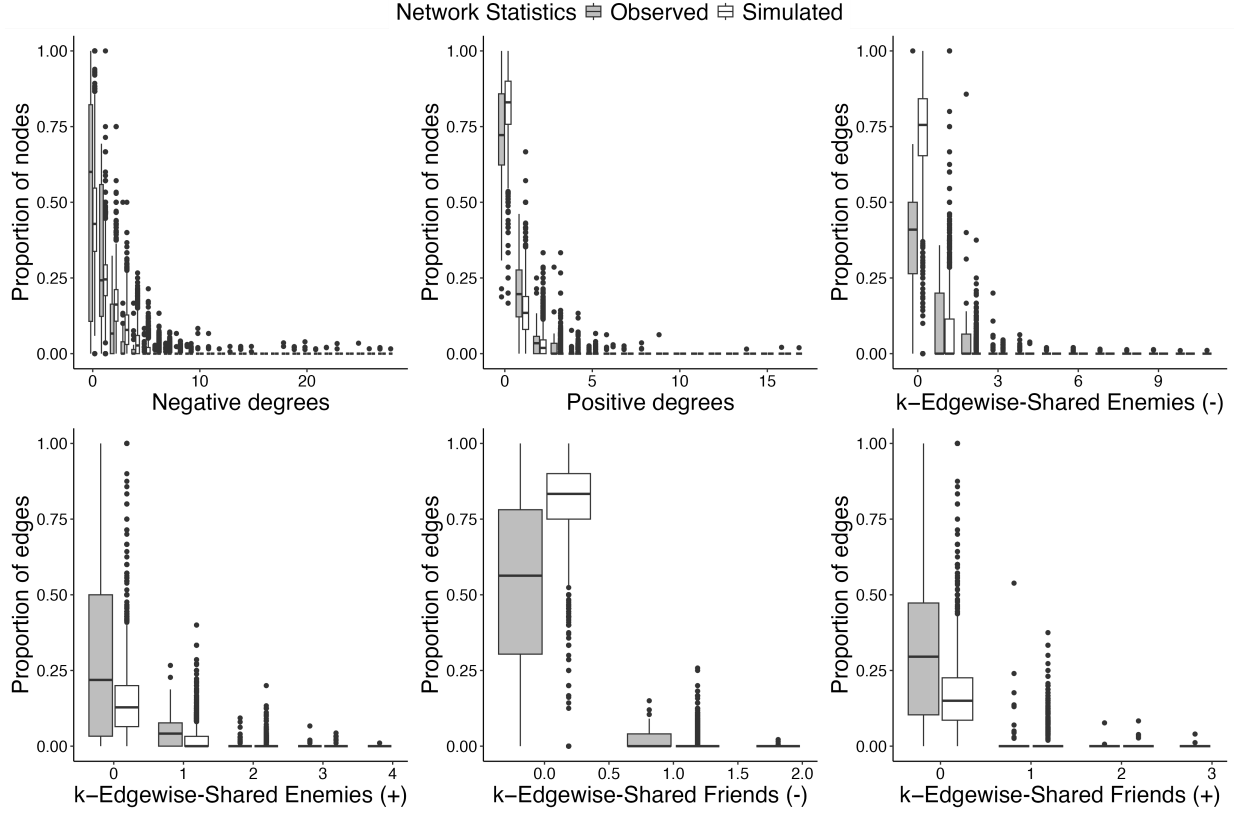 Network Statistics Observed Simulated
Proportion of nodes
1.00
0.75
0.50
0.25
0.00
0 10 20
Negative degrees
Proportion of nodes
1.00
0.75
0.50
0.25
0.00
0 5 10 15
Positive degrees
Proportion of edges
1.00
0.75
0.50
0.25
0.00
0 3 6 9
k−Edgewise−Shared Enemies (-)
Proportion of edges
1.00
0.75
0.50
0.25
0.00
0 1 2 3 4
k−Edgewise−Shared Enemies (+)
Proportion of edges
1.00
0.75
0.50
0.25
0.00
0.0 0.5 1.0 1.5 2.0
k−Edgewise−Shared Friends (-)
Proportion of edges
1.00
0.75
0.50
0.25
0.00
0 1 2 3
k−Edgewise−Shared Friends (+)